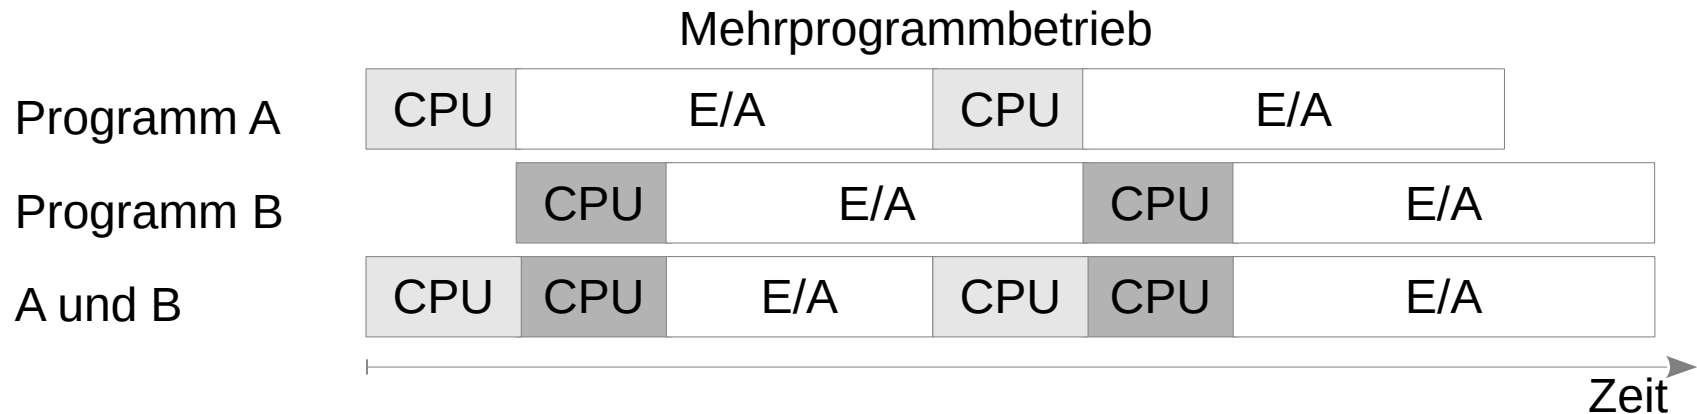 Mehrprogrammbetrieb
Programm A CPU E/A CPU E/A
Programm B CPU E/A CPU E/A
A und B CPU CPU E/A CPU CPU E/A
Zeit